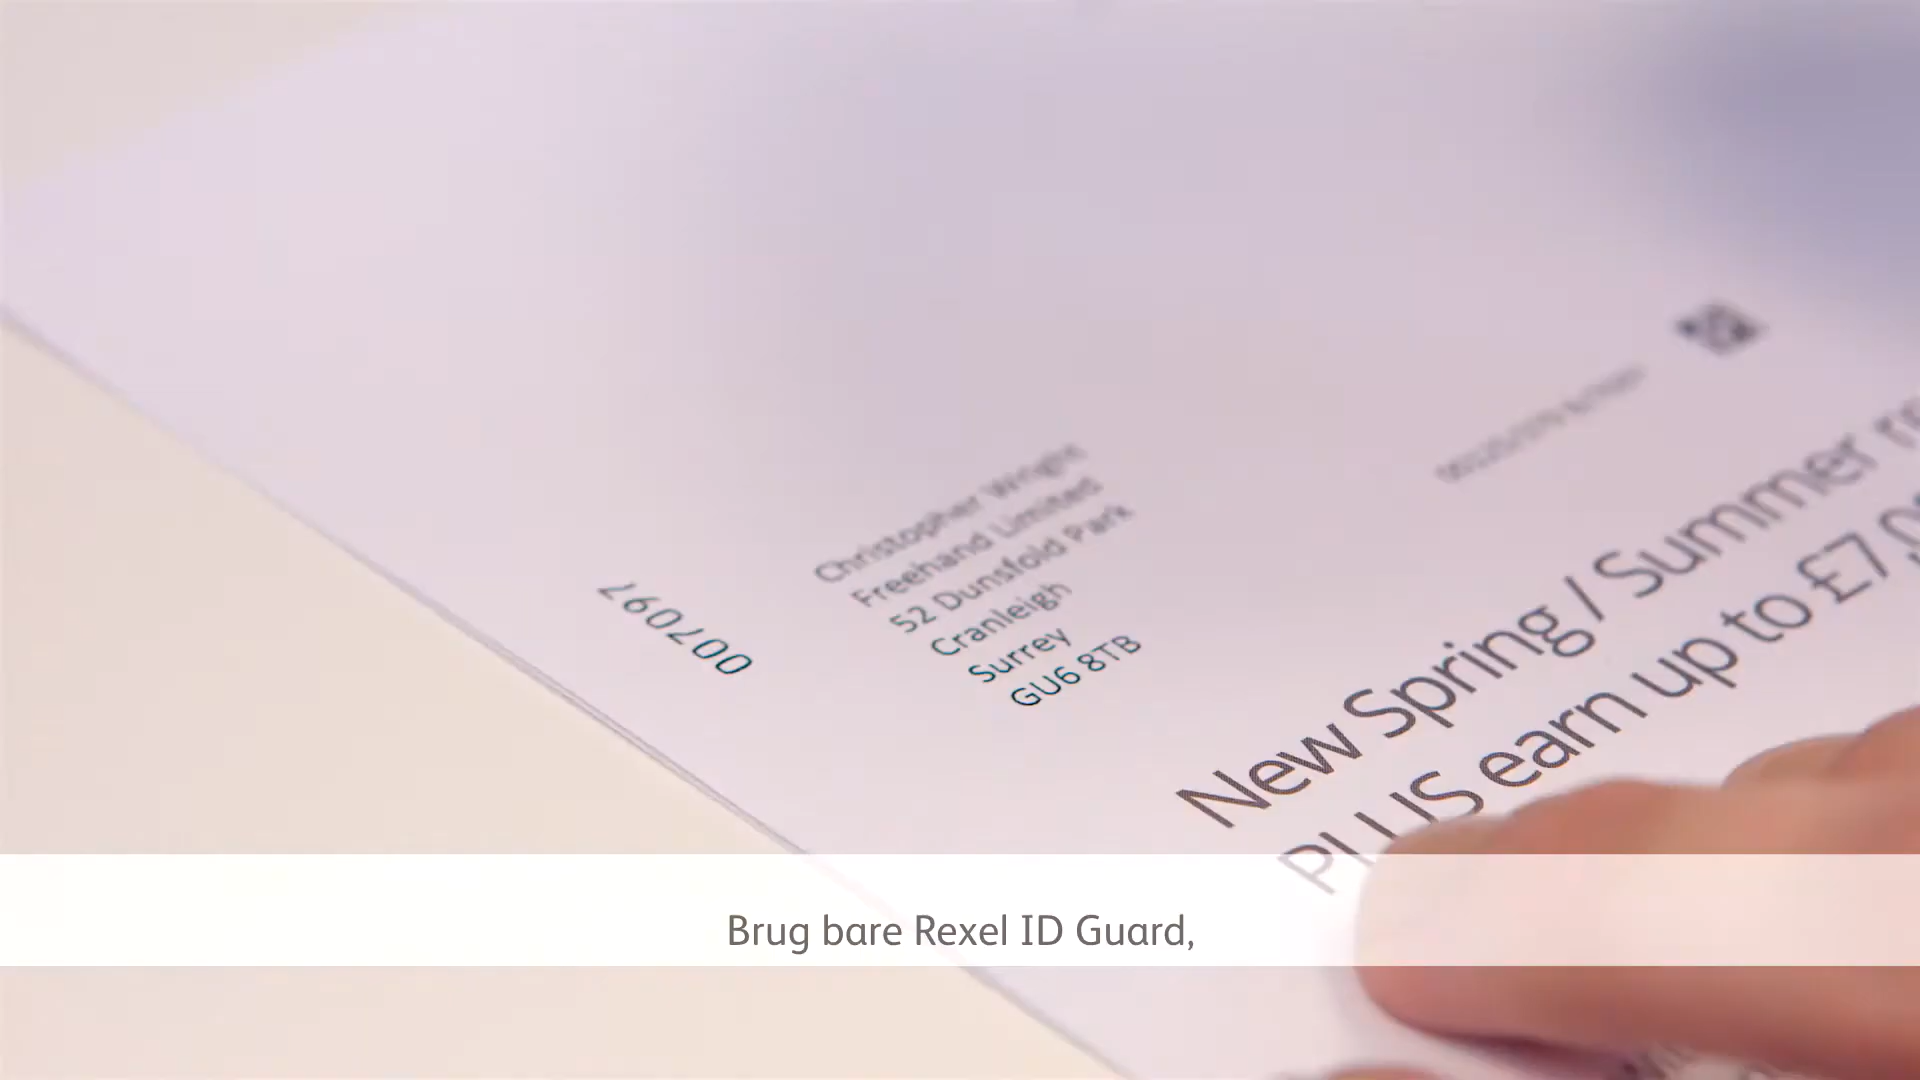 007097
Christopher Wright
Freehand Limited
52 Dunsfold Park
Cranleigh
Surrey
GU6 8TB
New Spring / Summer
PLUS earn up to £7,
Brug bare Rexel ID Guard,